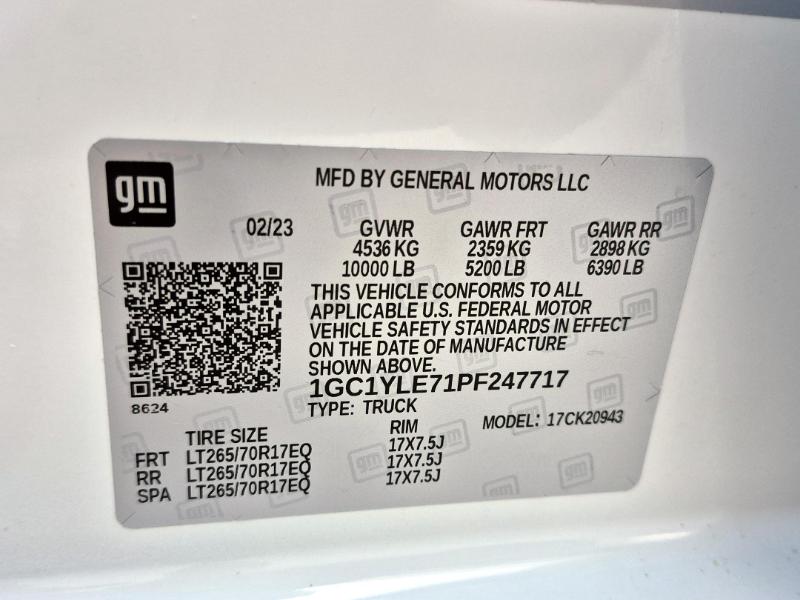 gm
MFD BY GENERAL MOTORS LLC
02/23 GVWR GAWR FRT GAWR RR
4536 KG 2359 KG 2898 KG
10000 LB 5200 LB 6390 LB
THIS VEHICLE CONFORMS TO ALL
APPLICABLE U.S. FEDERAL MOTOR
VEHICLE SAFETY STANDARDS IN EFFECT
ON THE DATE OF MANUFACTURE
SHOWN ABOVE.
1GC1YLE71PF247717
8624
TYPE: TRUCK
MODEL: 17CK20943
TIRE SIZE RIM
FRT LT265/70R17EQ 17X7.5J
RR LT265/70R17EQ 17X7.5J
SPA LT265/70R17EQ 17X7.5J